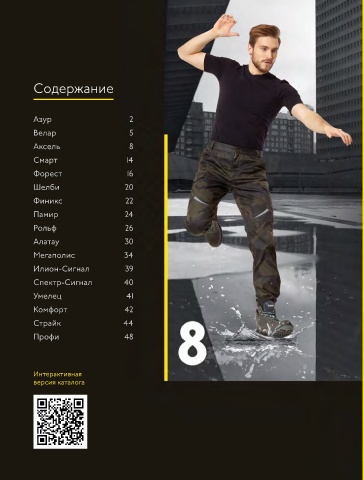 Содержание
Азур 2
Велар 5
Аксель 8
Смарт 14
Форест 16
Шелби 20
Финикс 22
Памир 24
Рольф 26
Алатау 30
Мегаполис 34
Илион-Сигнал 39
Спектр-Сигнал 40
Умелец 41
Комфорт 42
Страйк 44
Профи 48
8
Интерактивная
версия каталога